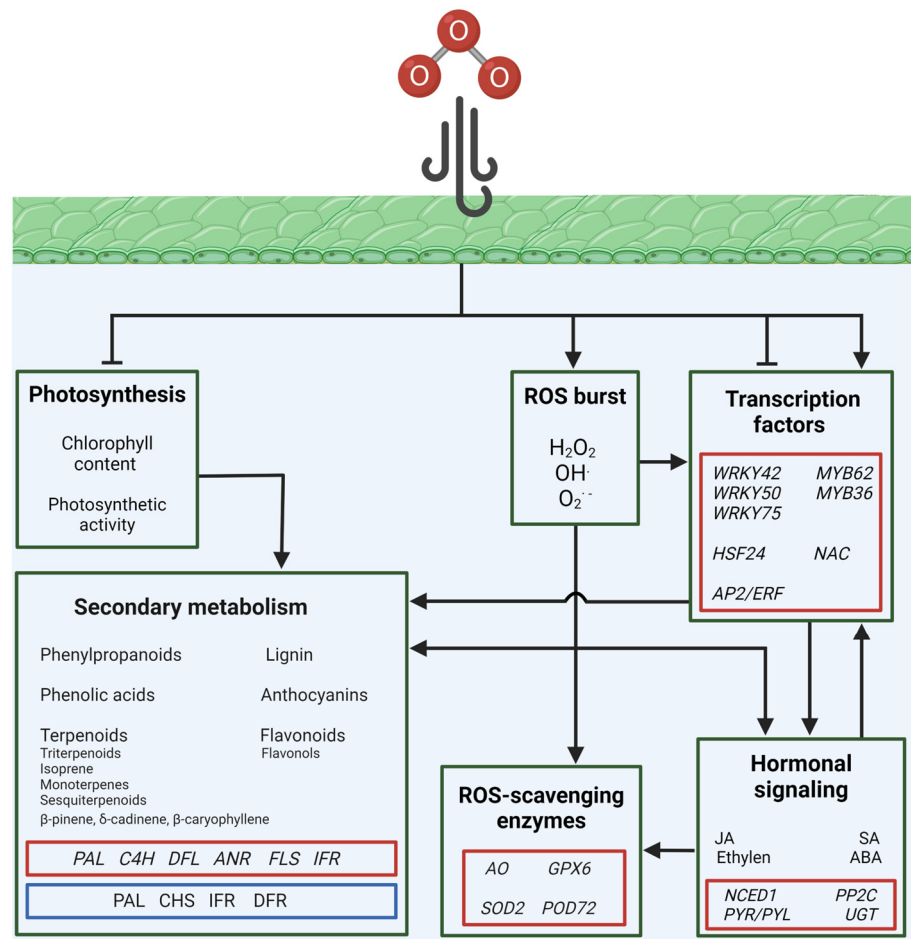 O
O O
Photosynthesis
Chlorophyll
content
Photosynthetic
activity
ROS burst
H₂O₂
OH·
O₂·⁻
Transcription
factors
WRKY42 MYB62
WRKY50 MYB36
WRKY75
HSF24 NAC
AP2/ERF
Secondary metabolism
Phenylpropanoids Lignin
Phenolic acids Anthocyanins
Terpenoids Flavonoids
Triterpenoids Flavonols
Isoprene
Monoterpenes
Sesquiterpenoids
β-pinene, δ-cadinene, β-caryophyllene
PAL C4H DFL ANR FLS IFR
PAL CHS IFR DFR
ROS-scavenging
enzymes
AO GPX6
SOD2 POD72
Hormonal
signaling
JA SA
Ethylen ABA
NCED1 PP2C
PYR/PYL UGT